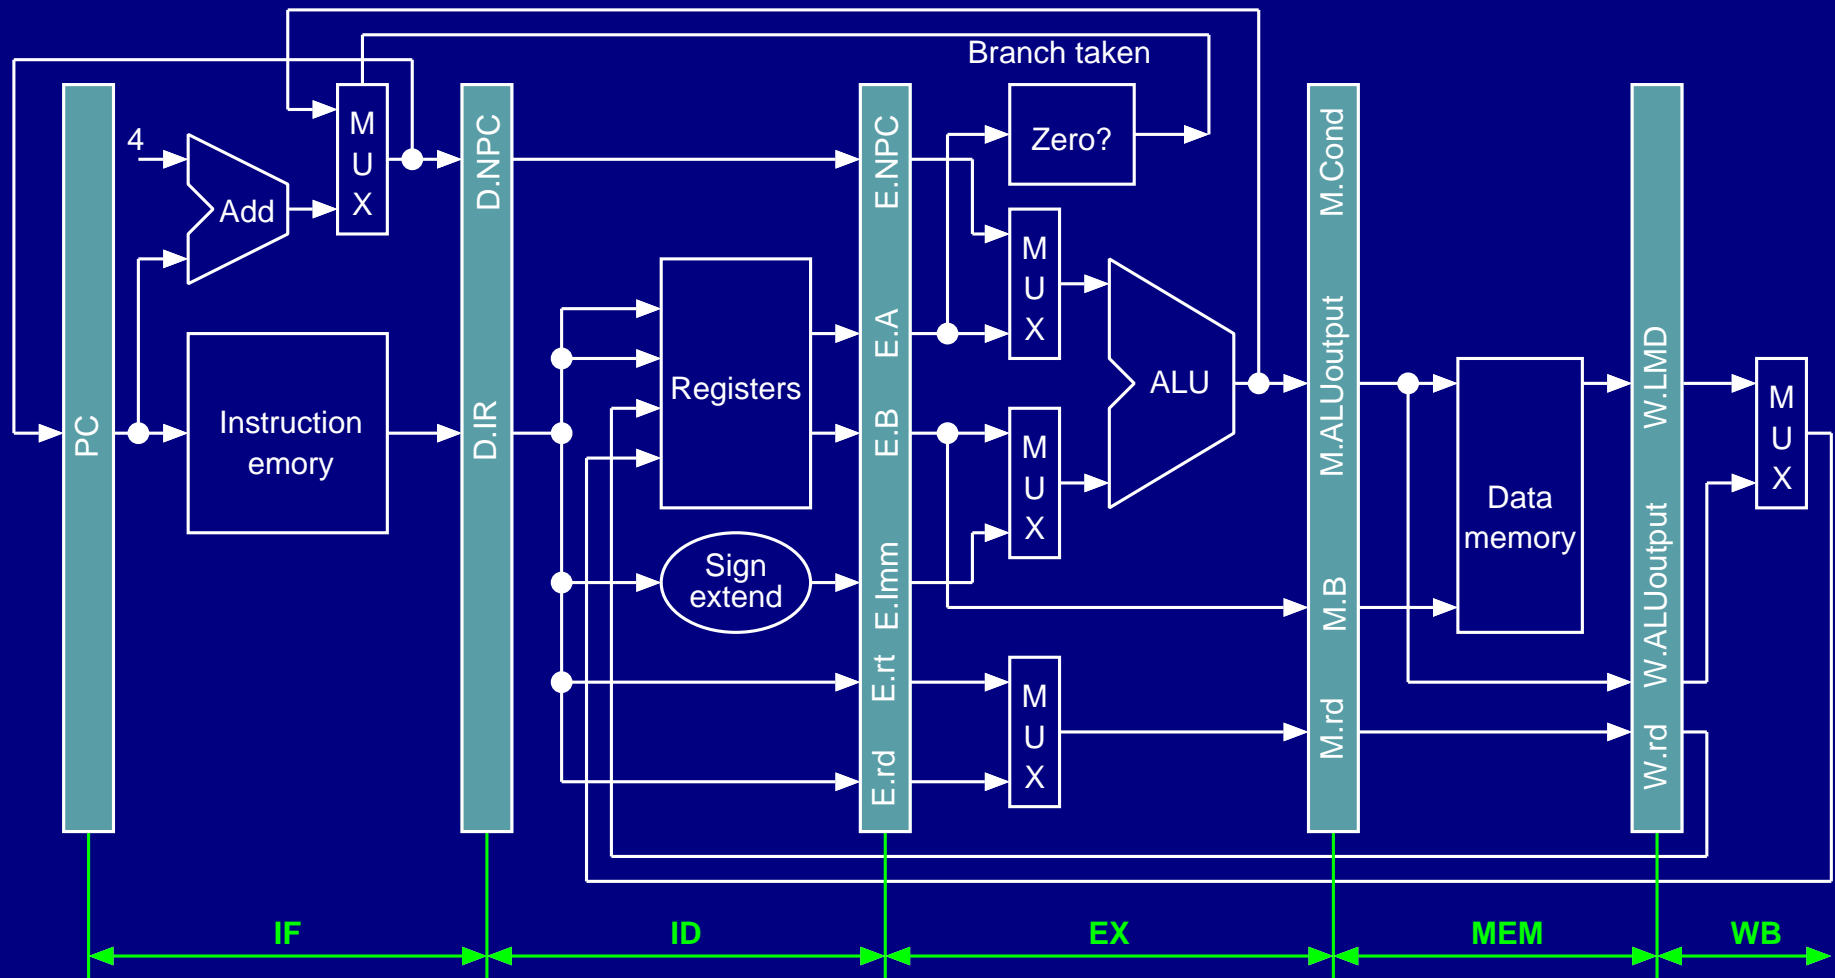 Branch taken
4
Add
M
U
X
Zero?
PC
Instruction
emory
D.NPC
D.IR
Registers
Sign
extend
E.NPC
E.A
E.B
E.Imm
E.rt
E.rd
M
U
X
M
U
X
M
U
X
ALU
M.Cond
M.ALUoutput
M.B
M.rd
Data
memory
W.LMD
W.ALUoutput
W.rd
M
U
X
IF
ID
EX
MEM
WB